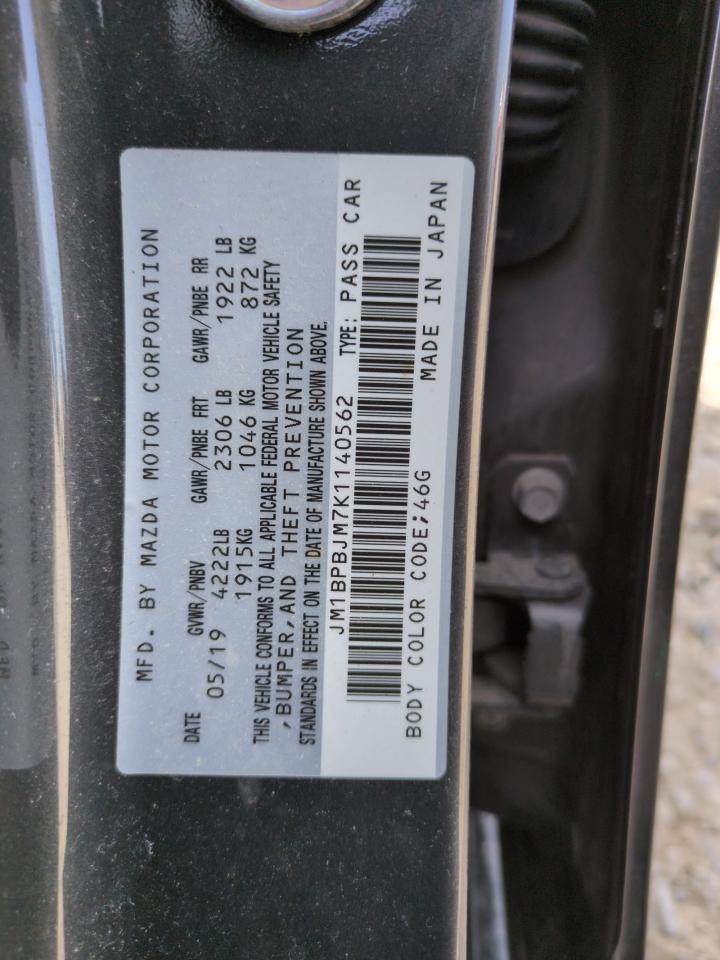 MFD. BY MAZDA MOTOR CORPORATION
DATE GVWR/PNBV GAWR/PNBE FRT GAWR/PNBE RR
05/19 4222LB 2306 LB 1922 LB
1915KG 1046 KG 872 KG
THIS VEHICLE CONFORMS TO ALL APPLICABLE FEDERAL MOTOR VEHICLE SAFETY
,BUMPER,AND THEFT PREVENTION
STANDARDS IN EFFECT ON THE DATE OF MANUFACTURE SHOWN ABOVE.
JM1BPBJM7K1140562 TYPE: PASS CAR
BODY COLOR CODE;46G MADE IN JAPAN